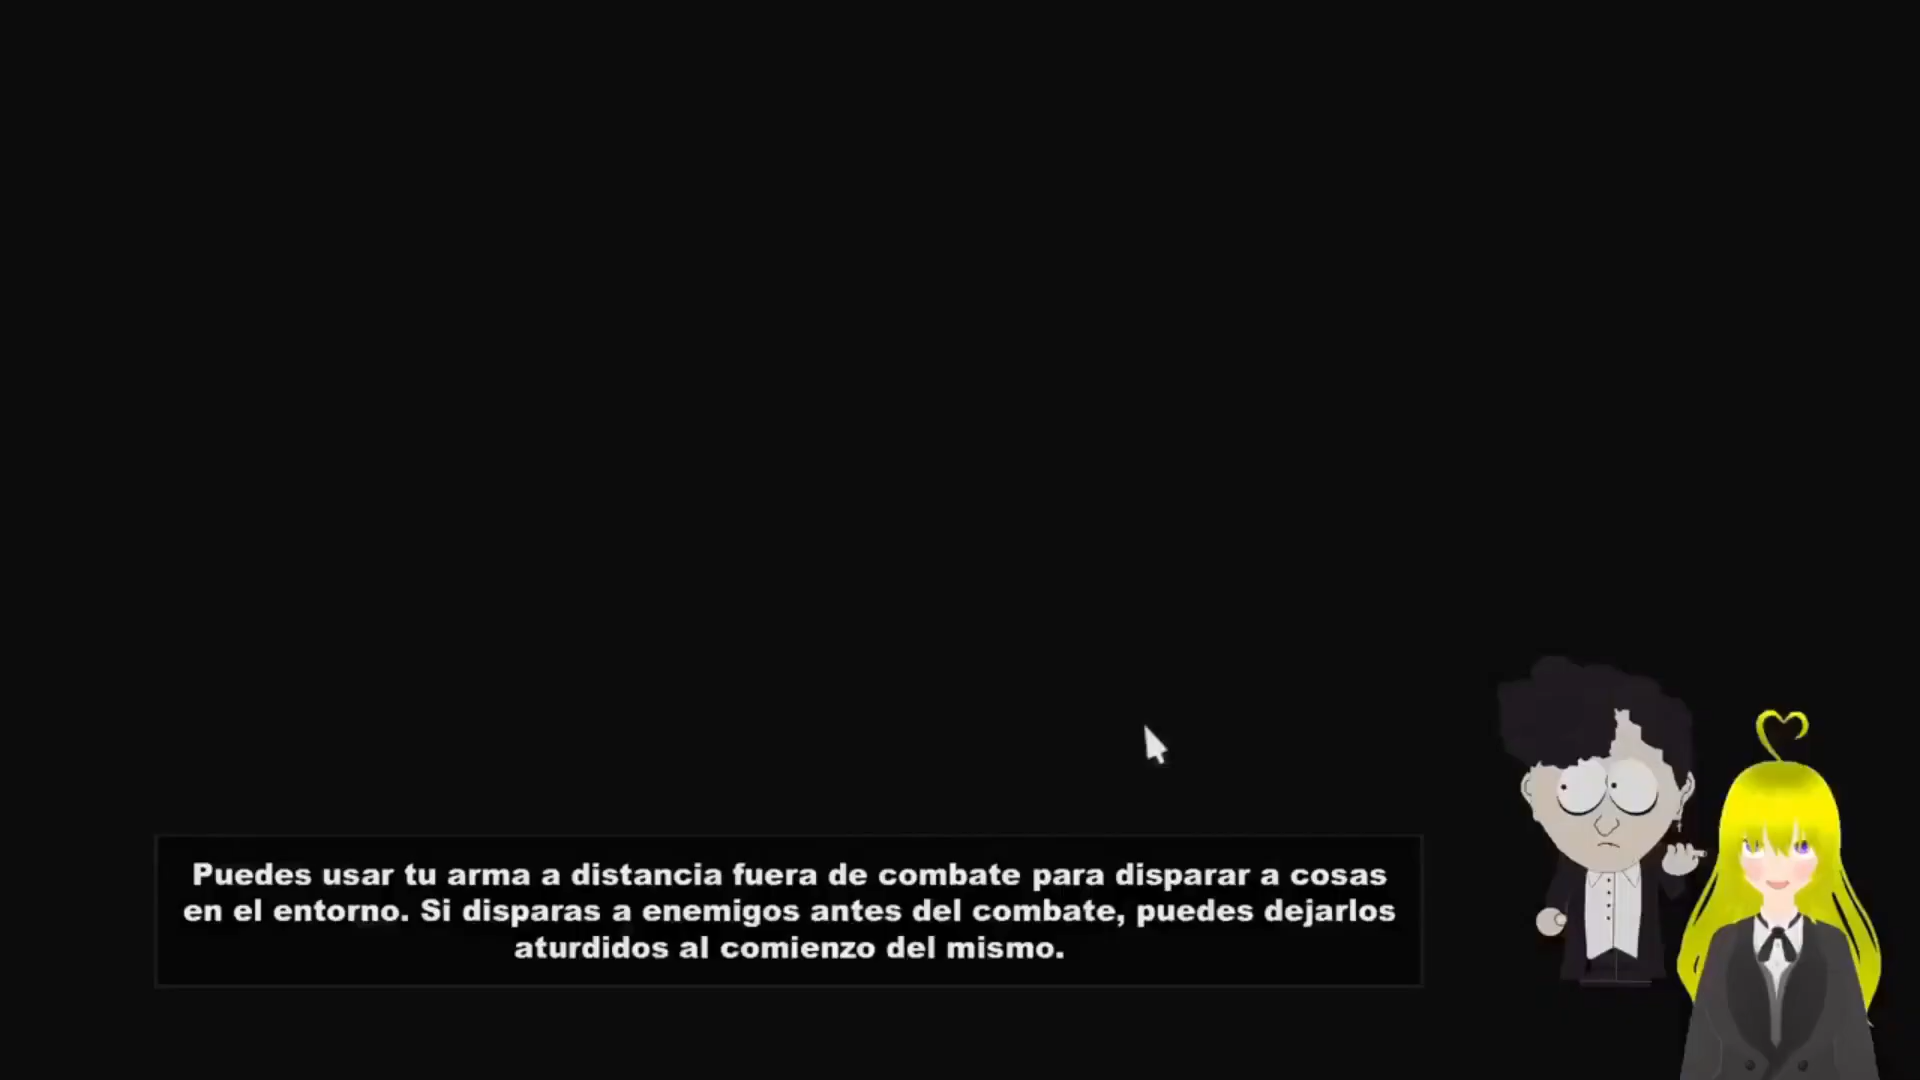 Puedes usar tu arma a distancia fuera de combate para disparar a cosas
en el entorno. Si disparas a enemigos antes del combate, puedes dejarlos
aturdidos al comienzo del mismo.